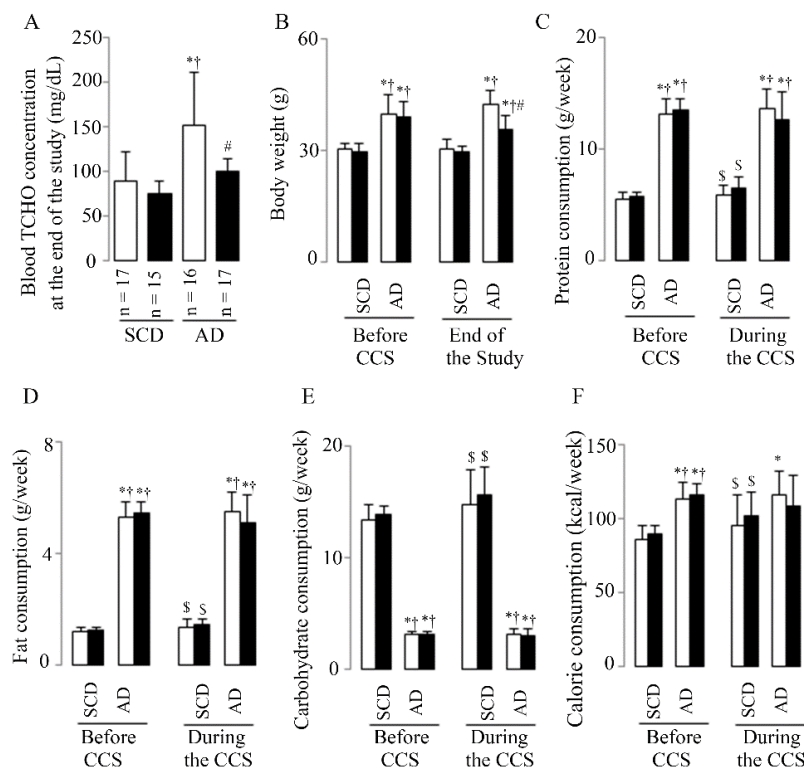 A
Blood TCHO concentration
at the end of the study (mg/dL)
250
200
150
100
50
0
*†
#
n = 17
n = 15
n = 16
n = 17
SCD
AD
B
Body weight (g)
60
30
0
*†
*†
*†
*†#
SCD
AD
SCD
AD
Before
CCS
End of
the Study
C
Protein consumption (g/week)
20
10
0
*†
*†
$
$
*†
*†
SCD
AD
SCD
AD
Before
CCS
During
the CCS
D
Fat consumption (g/week)
8
4
0
*†
*†
$
$
*†
*†
SCD
AD
SCD
AD
Before
CCS
During
the CCS
E
Carbohydrate consumption (g/week)
20
10
0
*†
*†
$
$
*†
*†
SCD
AD
SCD
AD
Before
CCS
During
the CCS
F
Calorie consumption (kcal/week)
150
100
50
0
*†
*†
$
$
*
SCD
AD
SCD
AD
Before
CCS
During
the CCS